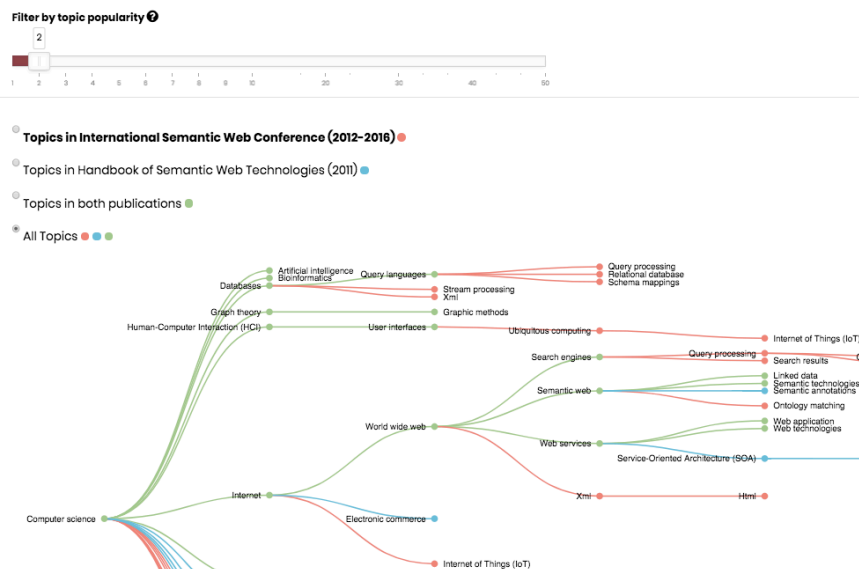 Filter by topic popularity ?
2
1 2 3 4 5 6 7 8 9 10 20 30 40 50
Topics in International Semantic Web Conference (2012-2016)
Topics in Handbook of Semantic Web Technologies (2011)
Topics in both publications
All Topics
Artificial intelligence
Bioinformatics
Databases
Query languages
Query processing
Relational database
Schema mappings
Stream processing
Xml
Graph theory
Graphic methods
Human-Computer Interaction (HCI)
User interfaces
Ubiquitous computing
Internet of Things (IoT)
Search engines
Query processing
Search results
Semantic web
Linked data
Semantic technologies
Semantic annotations
Ontology matching
World wide web
Web services
Web application
Web technologies
Service-Oriented Architecture (SOA)
Xml
Html
Internet
Electronic commerce
Internet of Things (IoT)
Computer science